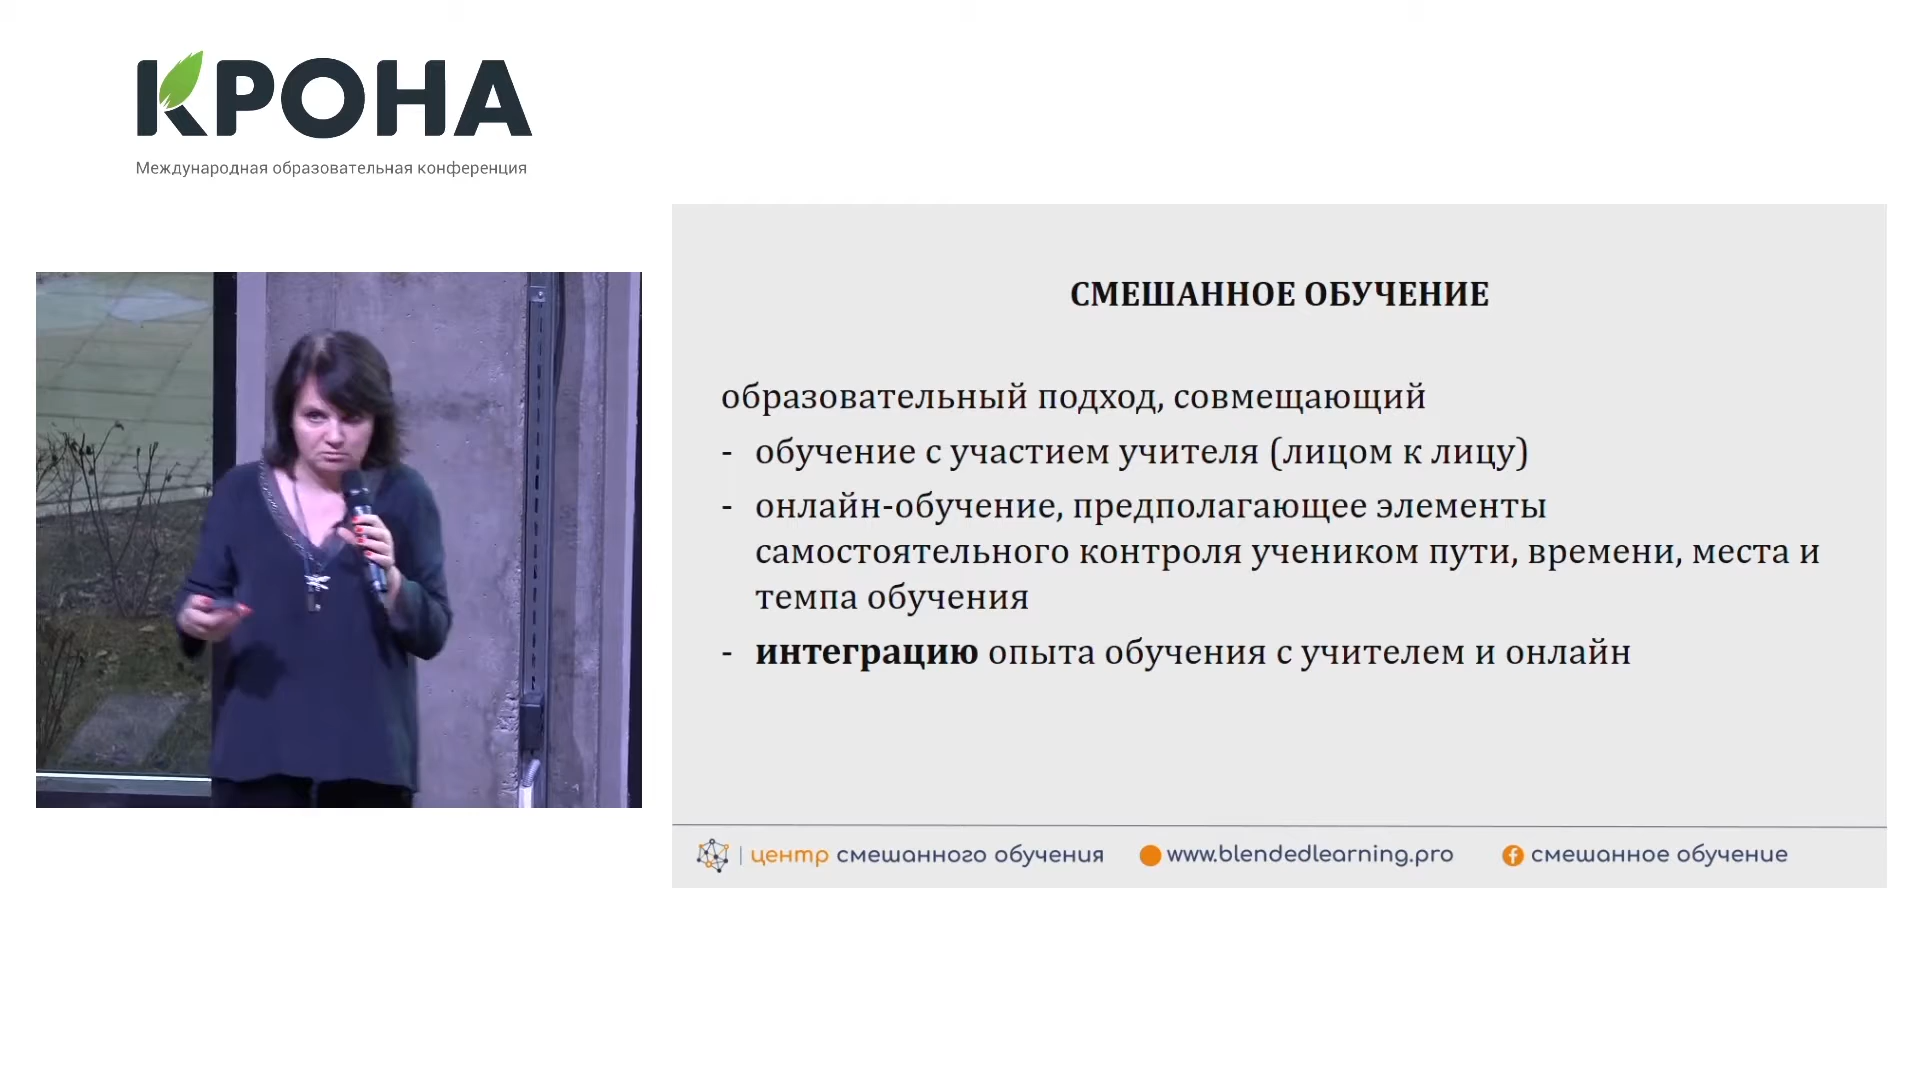 КРОНА
Международная образовательная конференция
СМЕШАННОЕ ОБУЧЕНИЕ
образовательный подход, совмещающий
- обучение с участием учителя (лицом к лицу)
- онлайн-обучение, предполагающее элементы
самостоятельного контроля учеником пути, времени, места и
темпа обучения
- интеграцию опыта обучения с учителем и онлайн
| центр смешанного обучения www.blendedlearning.pro смешанное обучение